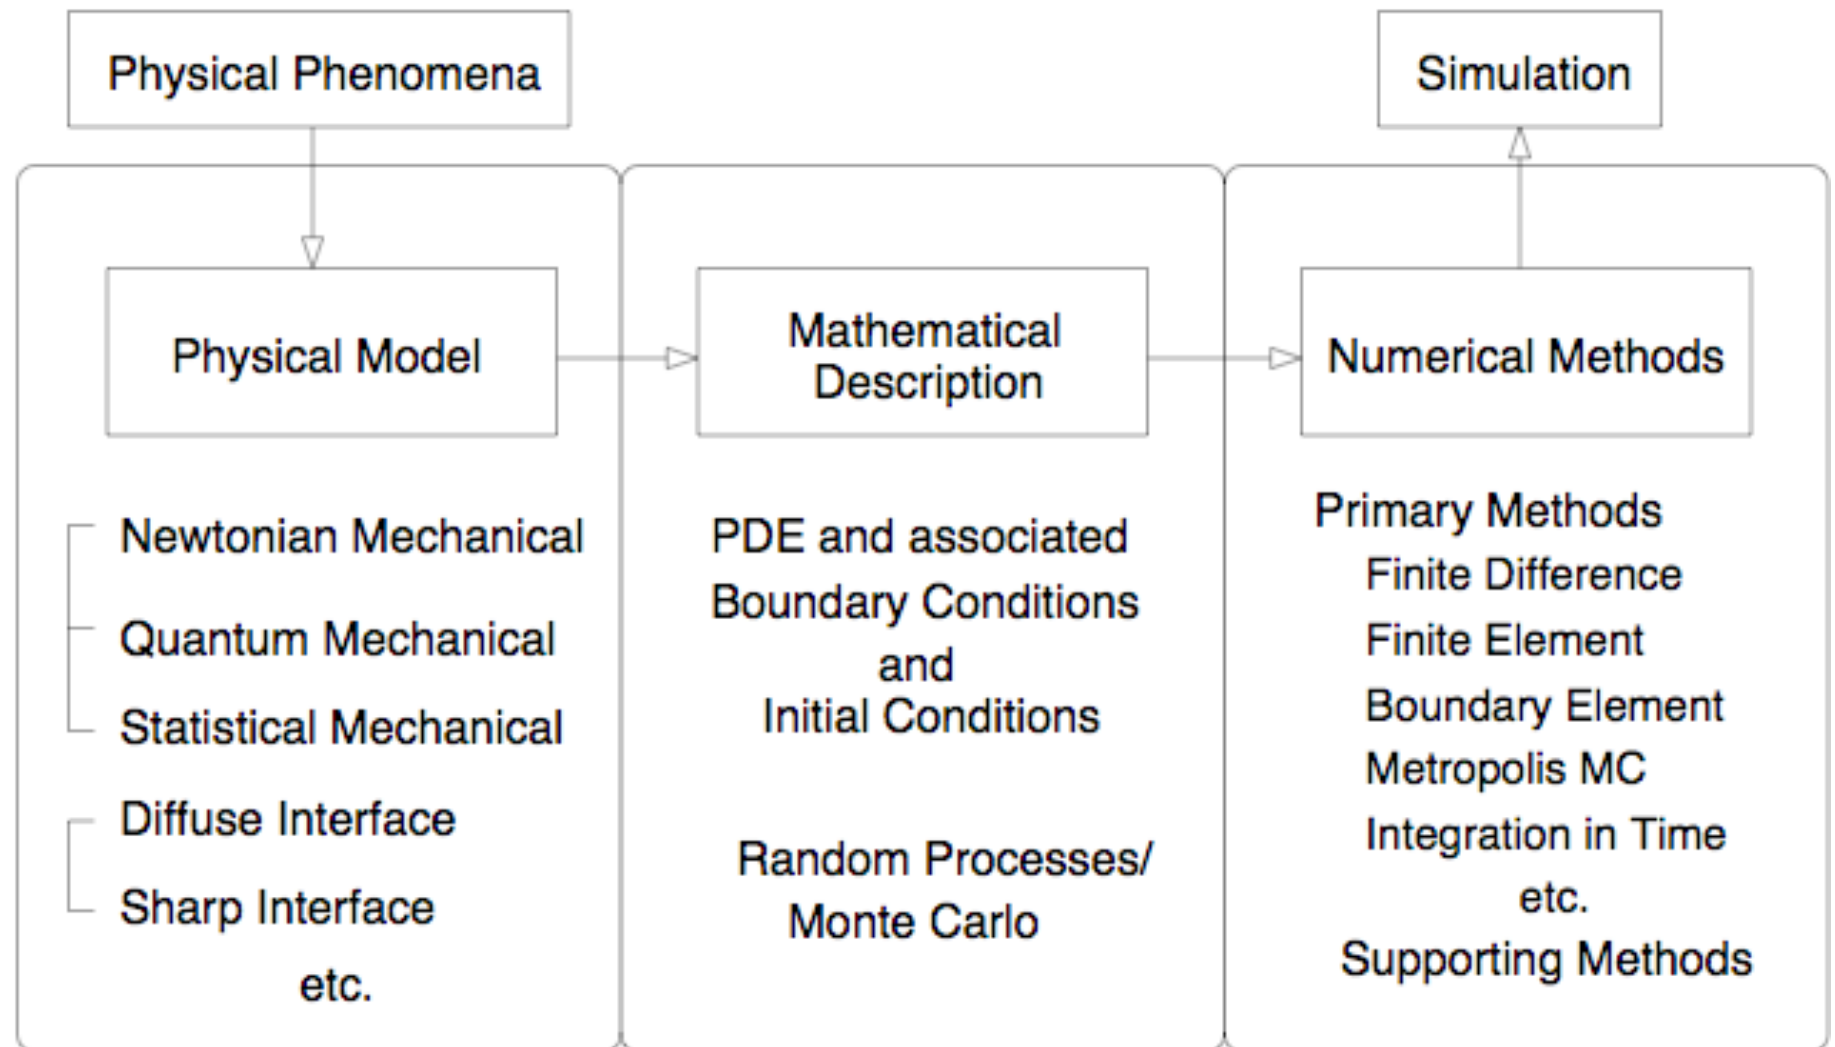 Physical Phenomena
Simulation
Physical Model
Mathematical
Description
Numerical Methods
Newtonian Mechanical
Quantum Mechanical
Statistical Mechanical
Diffuse Interface
Sharp Interface
etc.
PDE and associated
Boundary Conditions
and
Initial Conditions
Random Processes/
Monte Carlo
Primary Methods
Finite Difference
Finite Element
Boundary Element
Metropolis MC
Integration in Time
etc.
Supporting Methods